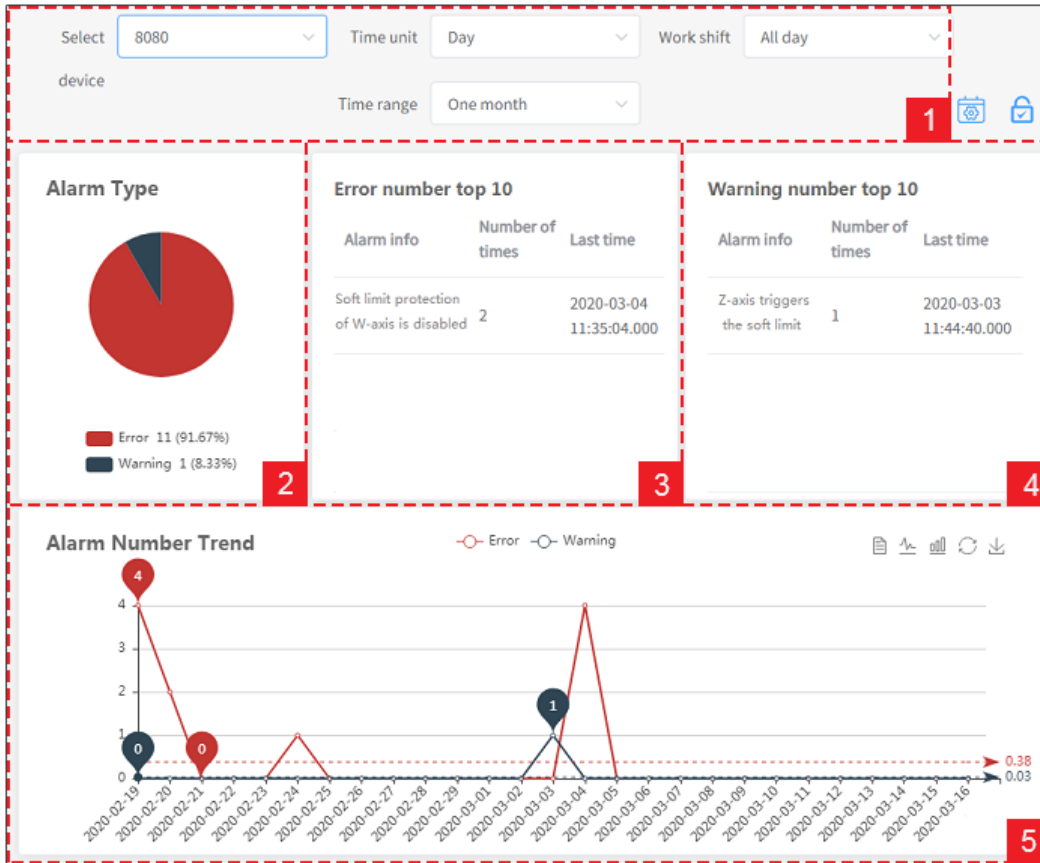 Select device
8080
Time unit
Day
Work shift
All day
Time range
One month
1
Alarm Type
Error 11 (91.67%)
Warning 1 (8.33%)
2
Error number top 10
Alarm info
Number of times
Last time
Soft limit protection
of W-axis is disabled
2
2020-03-04
11:35:04.000
3
Warning number top 10
Alarm info
Number of times
Last time
Z-axis triggers
the soft limit
1
2020-03-03
11:44:40.000
4
Alarm Number Trend
Error
Warning
4
0
0
1
4
3
2
1
0
0.38
0.03
2020-02-19
2020-02-20
2020-02-21
2020-02-22
2020-02-23
2020-02-24
2020-02-25
2020-02-26
2020-02-27
2020-02-28
2020-02-29
2020-03-01
2020-03-02
2020-03-03
2020-03-04
2020-03-05
2020-03-06
2020-03-07
2020-03-08
2020-03-09
2020-03-10
2020-03-11
2020-03-12
2020-03-13
2020-03-14
2020-03-15
2020-03-16
5